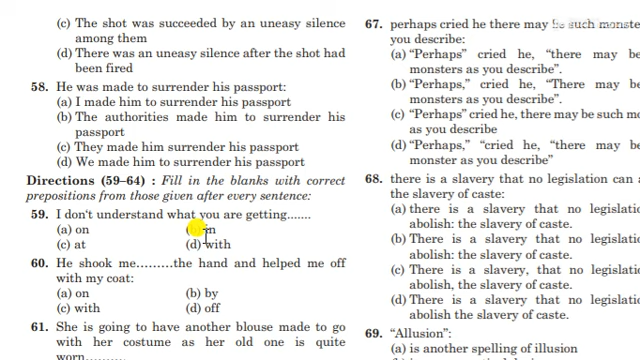 (c) The shot was succeeded by an uneasy silence
among them
(d) There was an uneasy silence after the shot had
been fired
58. He was made to surrender his passport:
(a) I made him to surrender his passport
(b) The authorities made him to surrender his
passport
(c) They made him surrender his passport
(d) We made him to surrender his passport
Directions (59–64) : Fill in the blanks with correct
prepositions from those given after every sentence:
59. I don't understand what you are getting.......
(a) on (b) in
(c) at (d) with
60. He shook me.........the hand and helped me off
with my coat:
(a) on (b) by
(c) with (d) off
61. She is going to have another blouse made to go
with her costume as her old one is quite
worn..........
67. perhaps cried he there may be such monste
you describe:
(a) “Perhaps” cried he, “there may be
monsters as you describe”.
(b) “Perhaps,” cried he, “There may be
monsters as you describe”.
(c) “Perhaps” cried he, there may be such mo
as you describe
(d) “Perhaps,” “cried he, “there may be
monster as you describe”
68. there is a slavery that no legislation can a
the slavery of caste:
(a) there is a slavery that no legislatio
abolish: the slavery of caste.
(b) There is a slavery that no legislatio
abolish: the slavery of caste.
(c) There is a slavery, that no legislatio
abolish, the slavery of caste.
(d) There is a slavery that no legislatio
abolish the slavery of caste.
69. “Allusion”:
(a) is another spelling of illusion